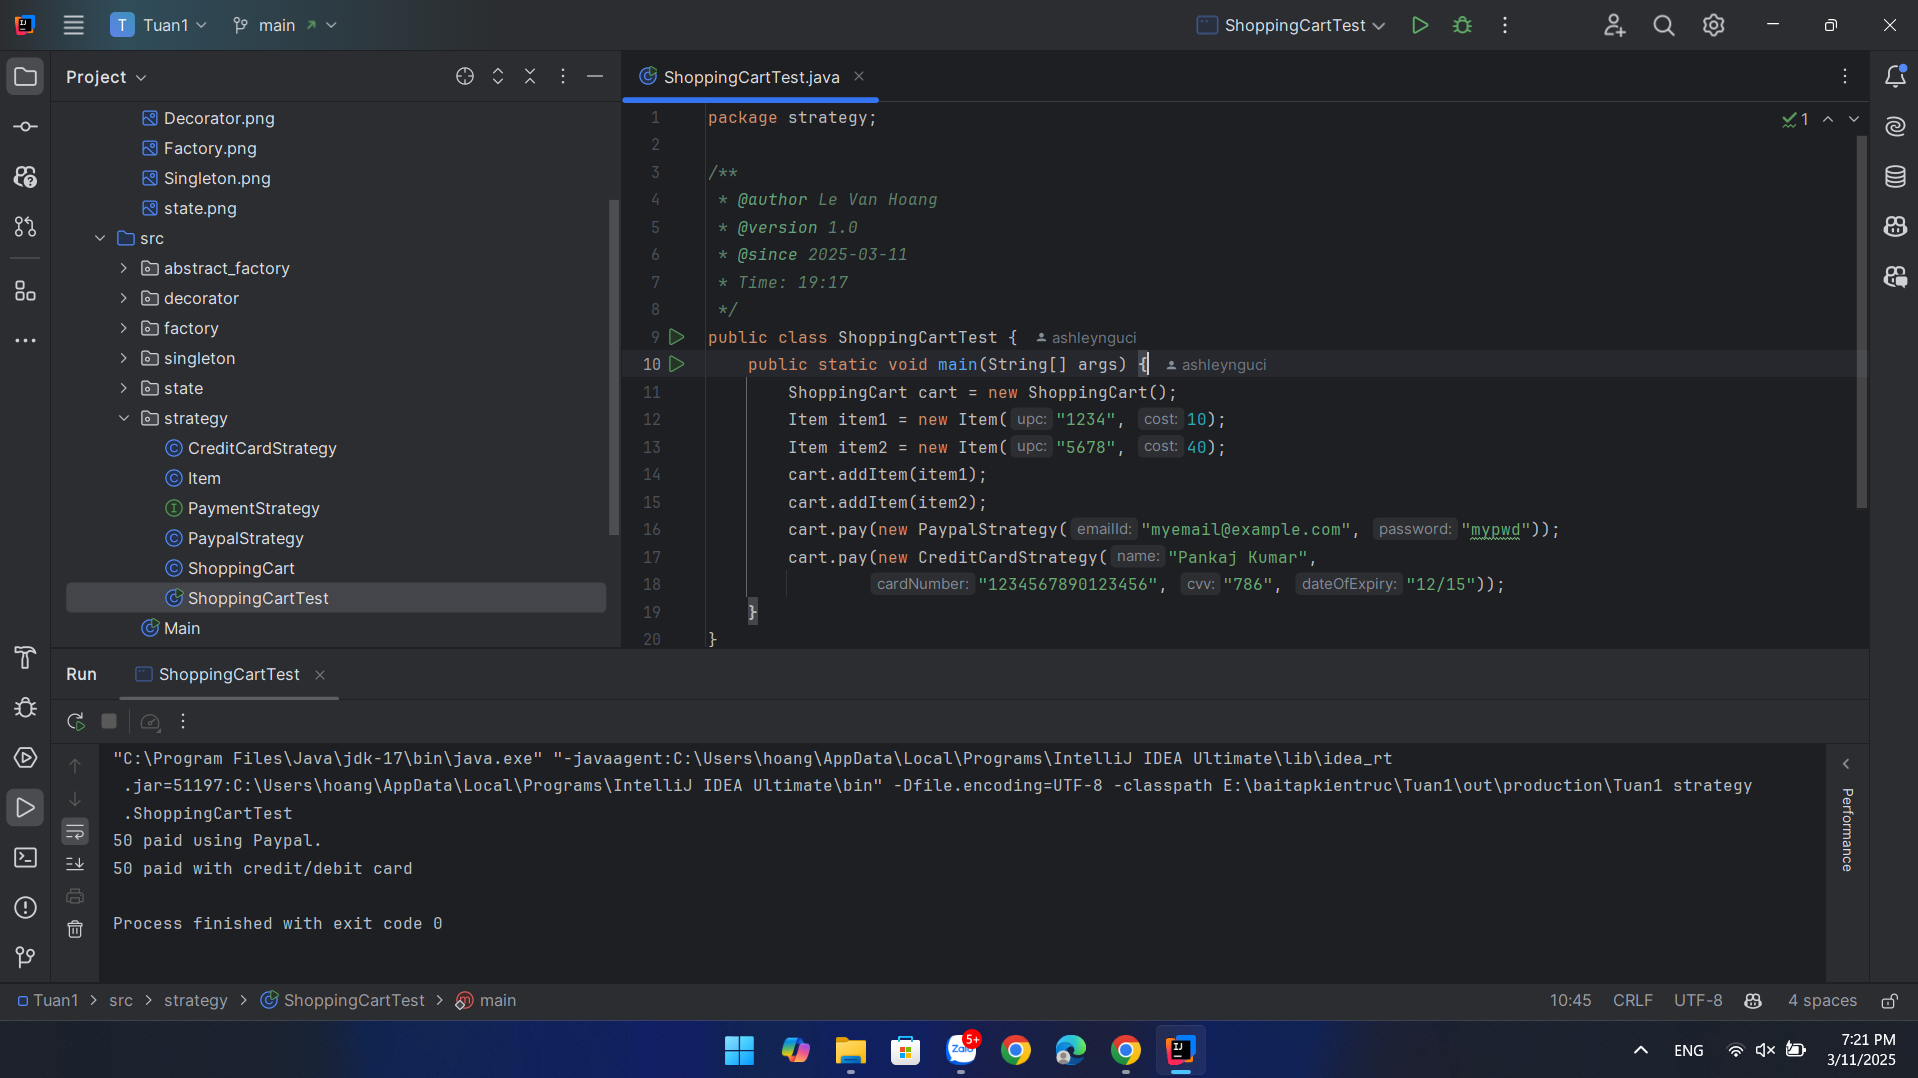 T Tuan1 main ShoppingCartTest
Project
Decorator.png
Factory.png
Singleton.png
state.png
src
abstract_factory
decorator
factory
singleton
state
strategy
CreditCardStrategy
Item
PaymentStrategy
PaypalStrategy
ShoppingCart
ShoppingCartTest
Main
ShoppingCartTest.java
1
1 package strategy;
2
3 /**
4 * @author Le Van Hoang
5 * @version 1.0
6 * @since 2025-03-11
7 * Time: 19:17
8 */
9 public class ShoppingCartTest { ashleynguci
10 public static void main(String[] args) { ashleynguci
11 ShoppingCart cart = new ShoppingCart();
12 Item item1 = new Item( upc: "1234", cost: 10);
13 Item item2 = new Item( upc: "5678", cost: 40);
14 cart.addItem(item1);
15 cart.addItem(item2);
16 cart.pay(new PaypalStrategy( emailId: "myemail@example.com", password: "mypwd"));
17 cart.pay(new CreditCardStrategy( name: "Pankaj Kumar",
18 cardNumber: "1234567890123456", cvv: "786", dateOfExpiry: "12/15"));
19 }
20 }
Run ShoppingCartTest
"C:\Program Files\Java\jdk-17\bin\java.exe" "-javaagent:C:\Users\hoang\AppData\Local\Programs\IntelliJ IDEA Ultimate\lib\idea_rt
.jar=51197:C:\Users\hoang\AppData\Local\Programs\IntelliJ IDEA Ultimate\bin" -Dfile.encoding=UTF-8 -classpath E:\baitapkientruc\Tuan1\out\production\Tuan1 strategy
.ShoppingCartTest
50 paid using Paypal.
50 paid with credit/debit card
Process finished with exit code 0
Performance
Tuan1 > src > strategy > ShoppingCartTest > m main
10:45 CRLF UTF-8 4 spaces
Zalo 5+
IJ
ENG
7:21 PM
3/11/2025